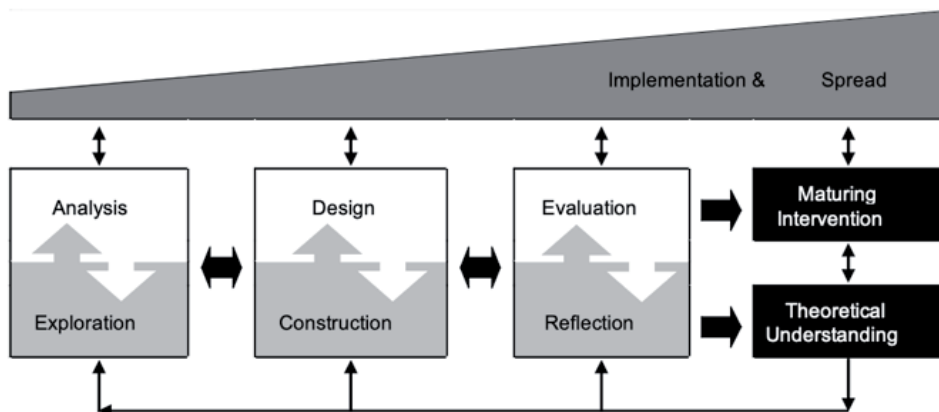 Implementation & Spread
Analysis
Exploration
Design
Construction
Evaluation
Reflection
Maturing
Intervention
Theoretical
Understanding